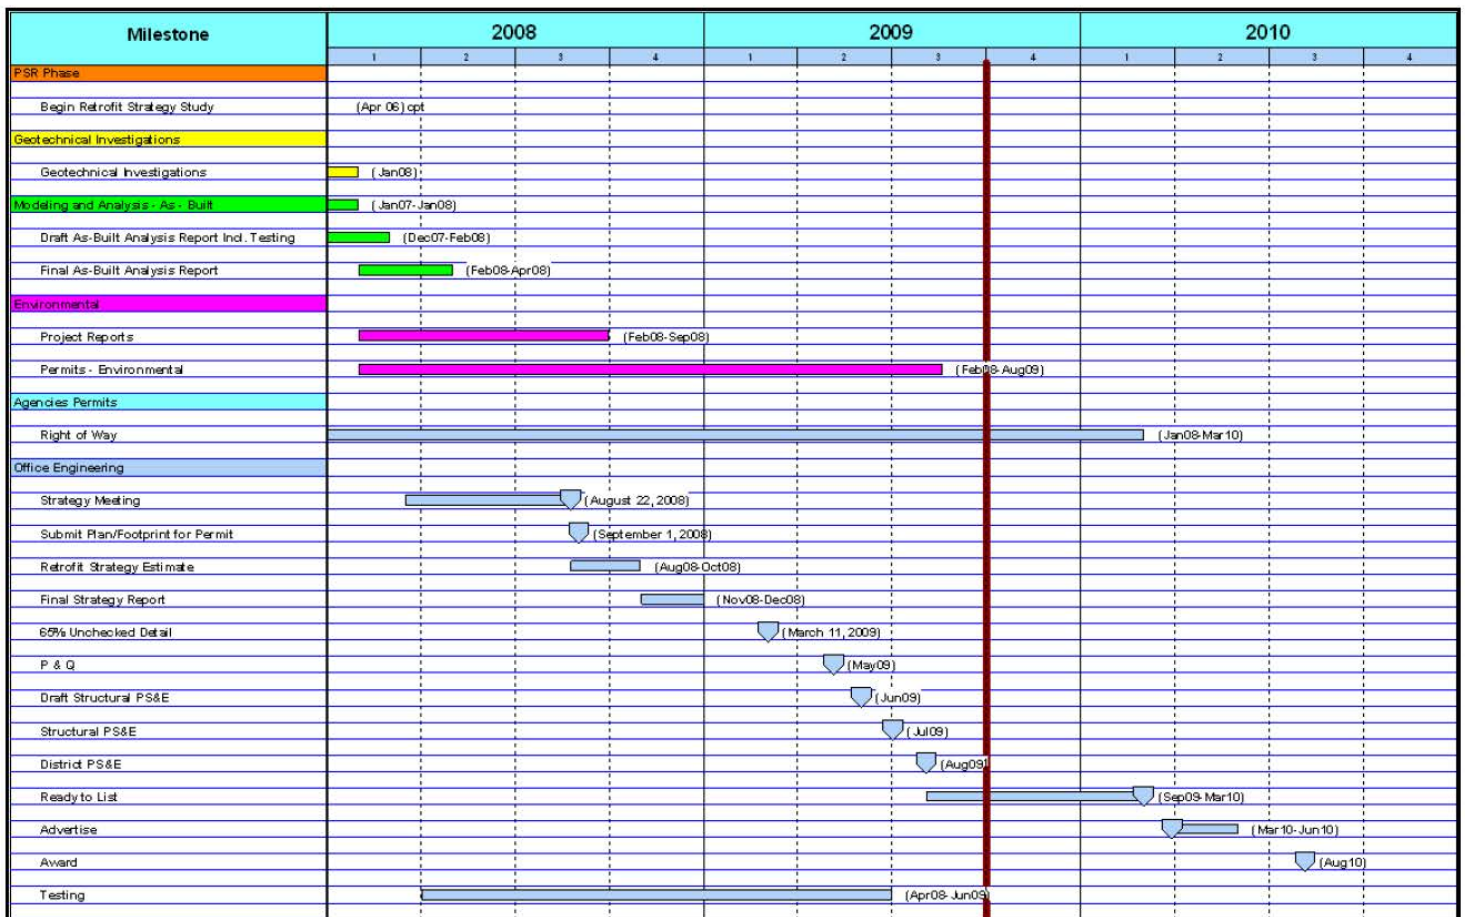 Milestone 2008 2009 2010
1 2 3 4 1 2 3 4 1 2 3 4
PSR Phase
Begin Retrofit Strategy Study (Apr 06) cpt
Geotechnical Investigations
Geotechnical Investigations (Jan08)
Modeling and Analysis - As - Built (Jan07-Jan08)
Draft As-Built Analysis Report Incl. Testing (Dec07-Feb08)
Final As-Built Analysis Report (Feb08-Apr08)
Environmental
Project Reports (Feb08-Sep08)
Permits - Environmental (Feb08-Aug09)
Agencies Permits
Right of Way (Jan08-Mar10)
Office Engineering
Strategy Meeting (August 22, 2008)
Submit Plan/Footprint for Permit (September 1, 2008)
Retrofit Strategy Estimate (Aug08-Oct08)
Final Strategy Report (Nov08-Dec08)
65% Unchecked Detail (March 11, 2009)
P & Q (May09)
Draft Structural PS&E (Jun09)
Structural PS&E (Jul09)
District PS&E (Aug09)
Ready to List (Sep09-Mar10)
Advertise (Mar10-Jun10)
Award (Aug10)
Testing (Apr08-Jun09)